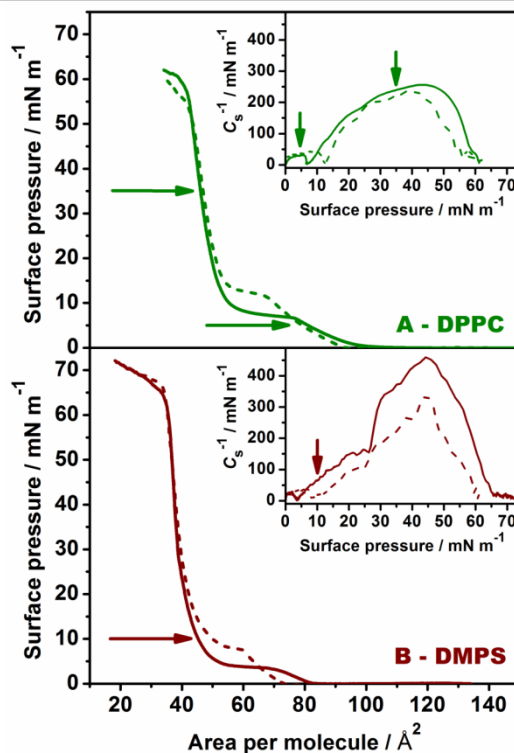 70
60
50
40
30
20
10
0
Surface pressure / mN m⁻¹
400
300
200
100
0
Cₛ⁻¹ / mN m⁻¹
0 10 20 30 40 50 60 70
Surface pressure / mN m⁻¹
A - DPPC
70
60
50
40
30
20
10
0
Surface pressure / mN m⁻¹
400
300
200
100
0
Cₛ⁻¹ / mN m⁻¹
0 10 20 30 40 50 60 70
Surface pressure / mN m⁻¹
B - DMPS
20 40 60 80 100 120 140
Area per molecule / Å²